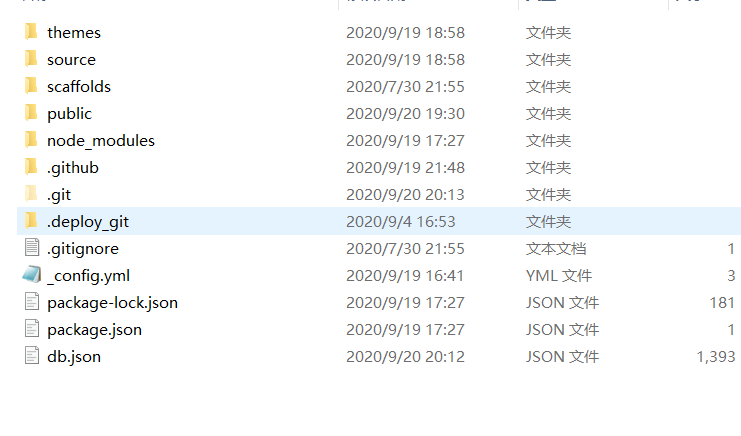 themes 2020/9/19 18:58 文件夹
source 2020/9/19 18:58 文件夹
scaffolds 2020/7/30 21:55 文件夹
public 2020/9/20 19:30 文件夹
node_modules 2020/9/19 17:27 文件夹
.github 2020/9/19 21:48 文件夹
.git 2020/9/20 20:13 文件夹
.deploy_git 2020/9/4 16:53 文件夹
.gitignore 2020/7/30 21:55 文本文档 1
_config.yml 2020/9/19 16:41 YML 文件 3
package-lock.json 2020/9/19 17:27 JSON 文件 181
package.json 2020/9/19 17:27 JSON 文件 1
db.json 2020/9/20 20:12 JSON 文件 1,393